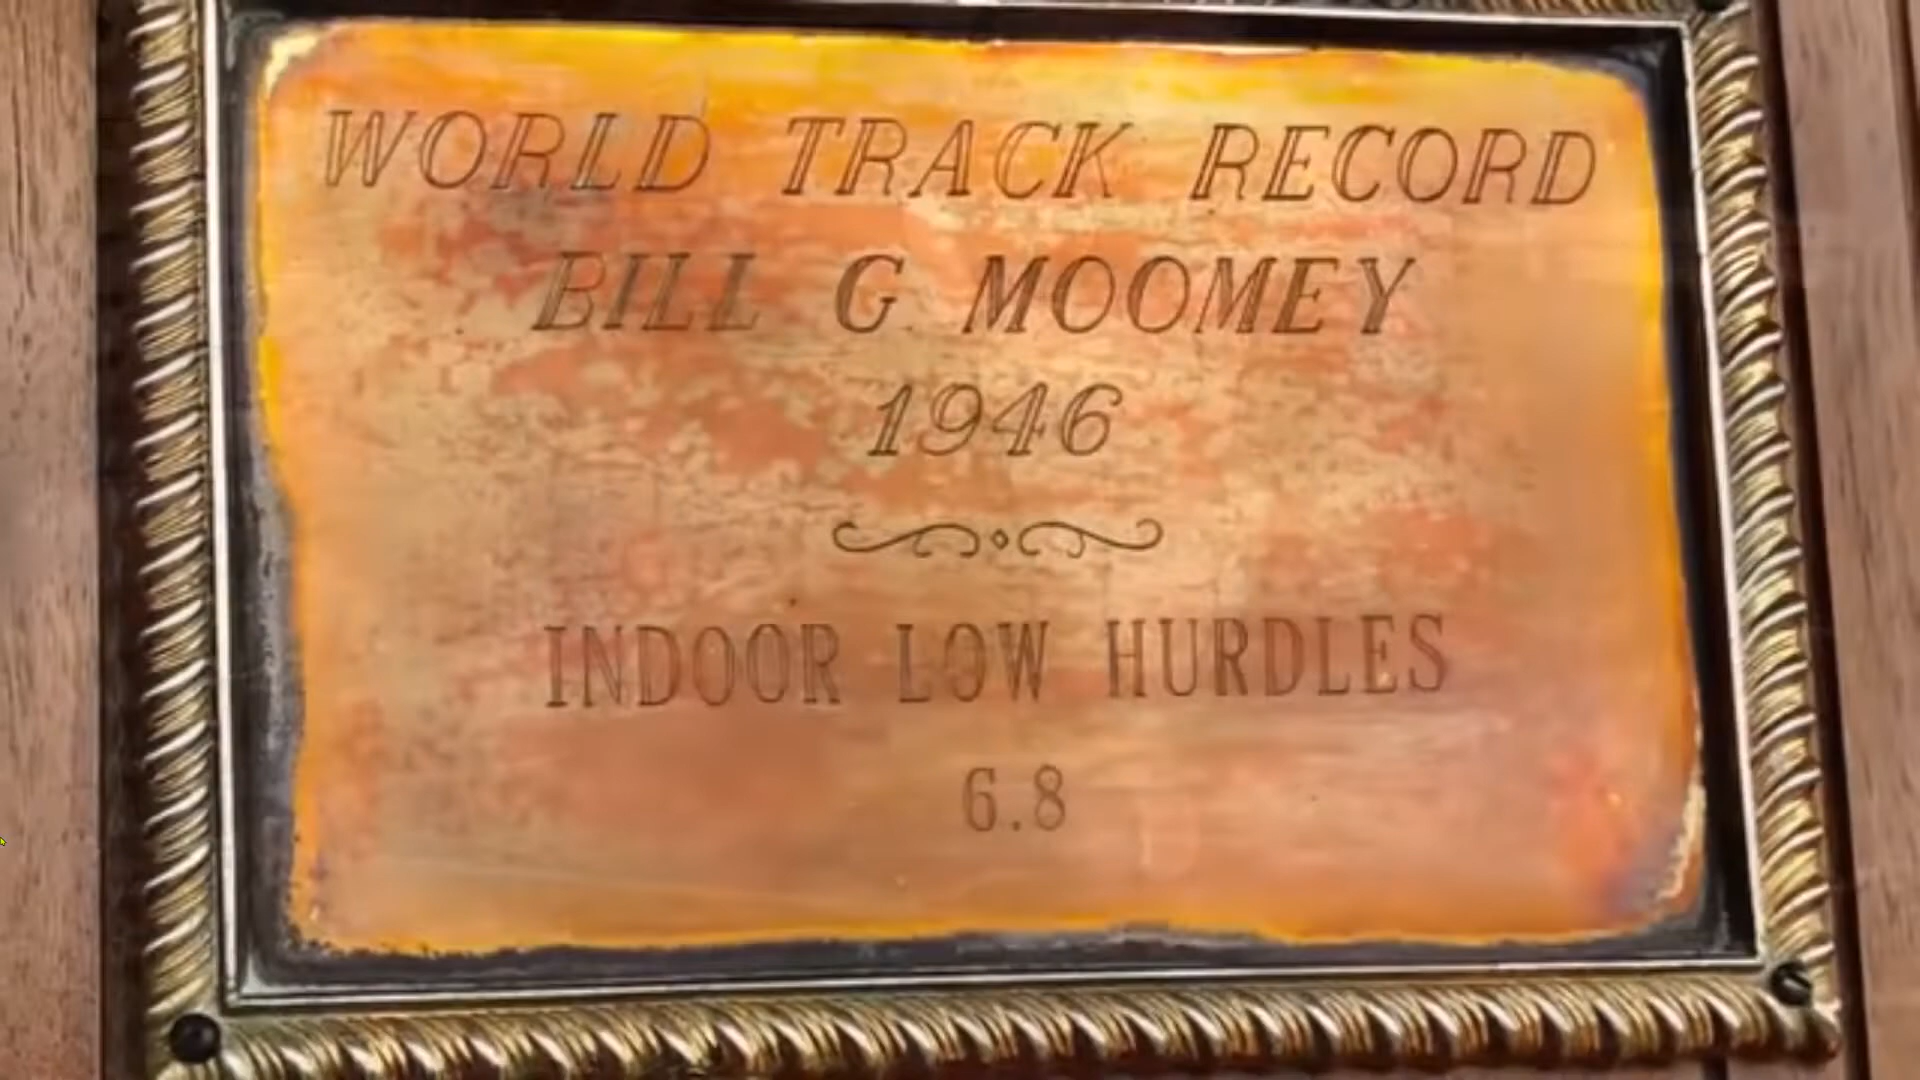 WORLD TRACK RECORD
BILL G MOOMEY
1946
INDOOR LOW HURDLES
6.8